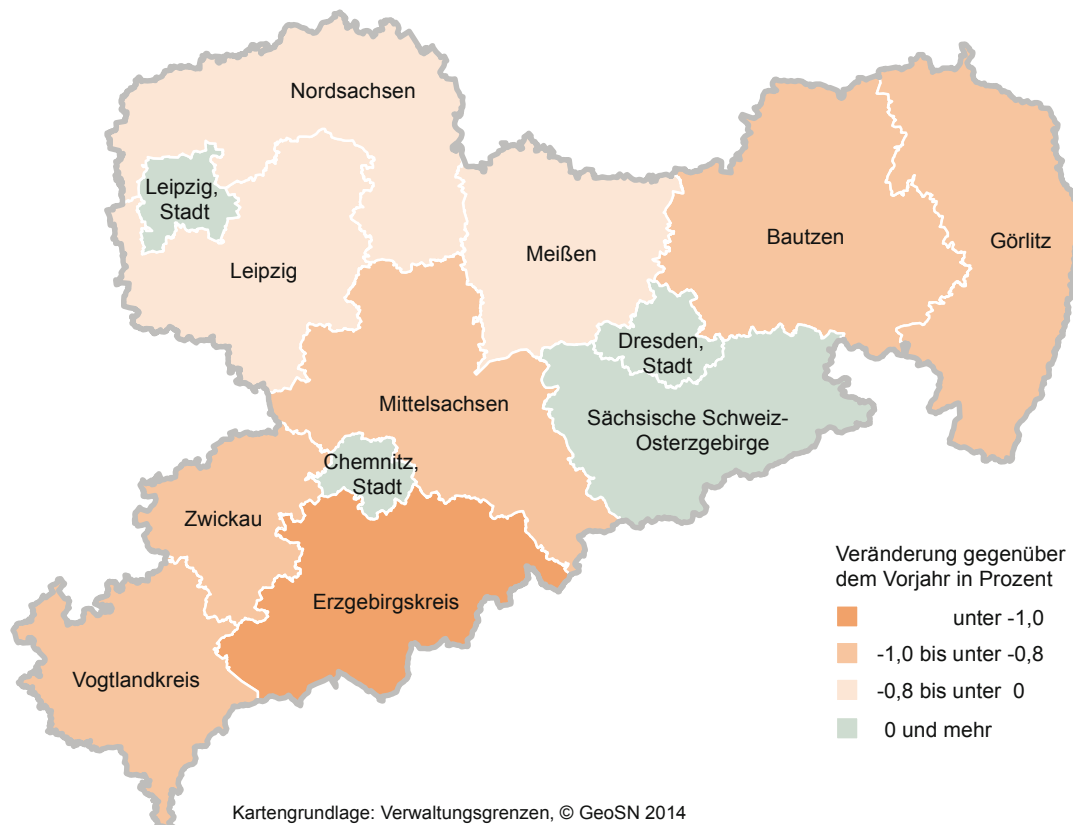 Nordsachsen
Leipzig,
Stadt
Leipzig
Meißen
Bautzen
Görlitz
Dresden,
Stadt
Mittelsachsen
Sächsische Schweiz-
Osterzgebirge
Chemnitz,
Stadt
Zwickau
Erzgebirgskreis
Vogtlandkreis
Veränderung gegenüber
dem Vorjahr in Prozent
unter -1,0
-1,0 bis unter -0,8
-0,8 bis unter 0
0 und mehr
Kartengrundlage: Verwaltungsgrenzen, © GeoSN 2014